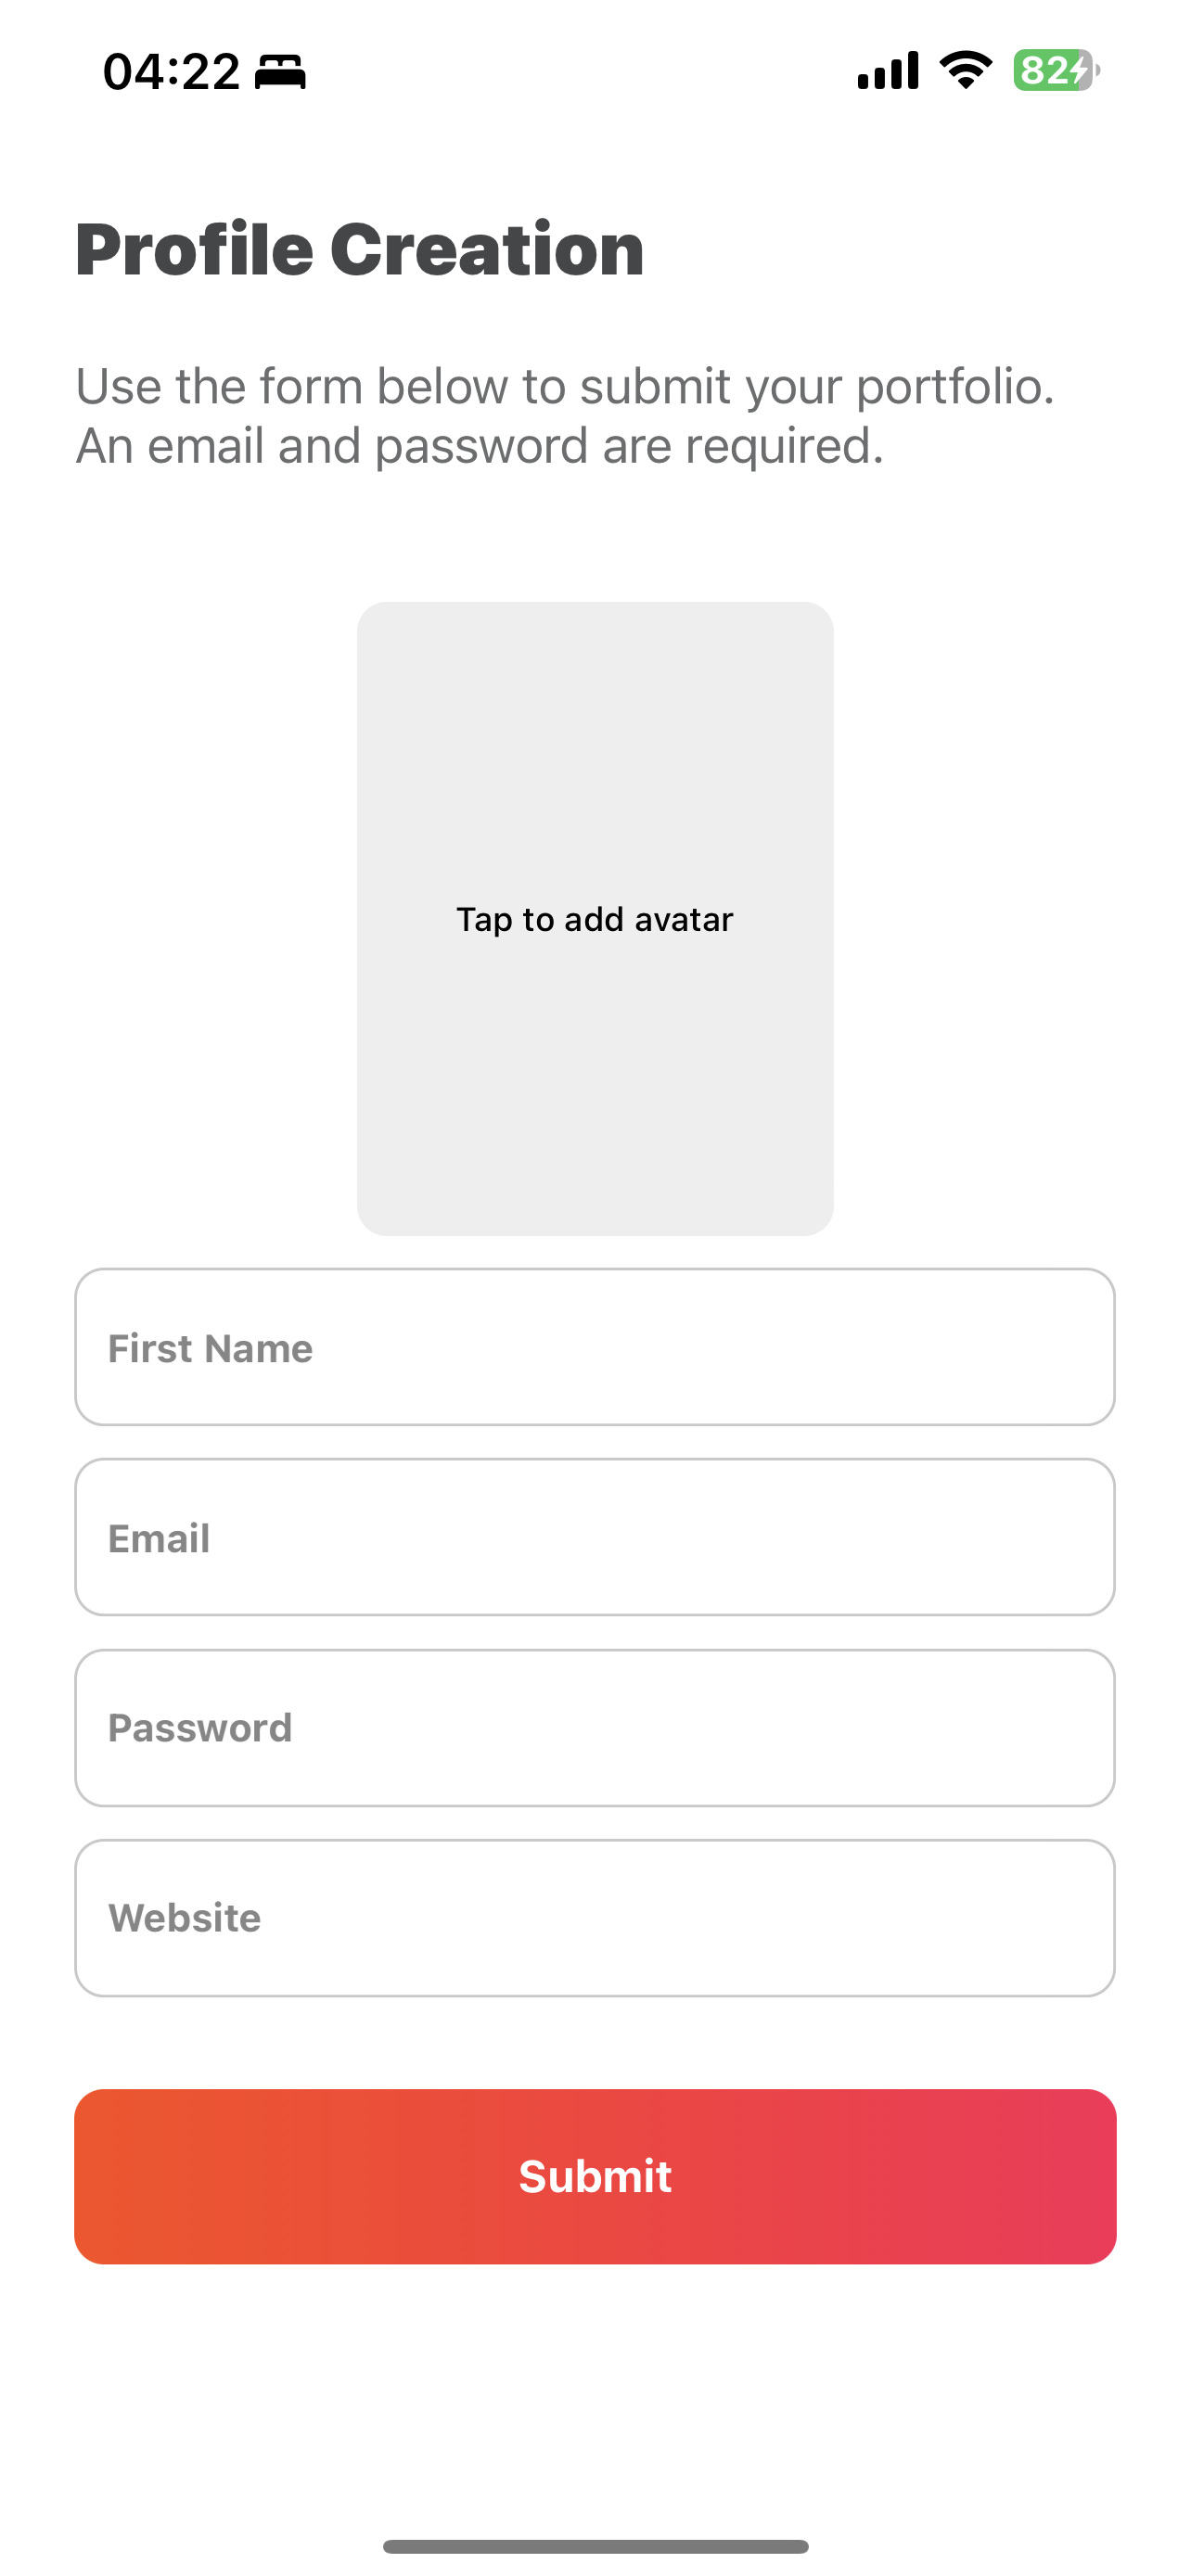 04:22
82
Profile Creation
Use the form below to submit your portfolio.
An email and password are required.
Tap to add avatar
First Name
Email
Password
Website
Submit